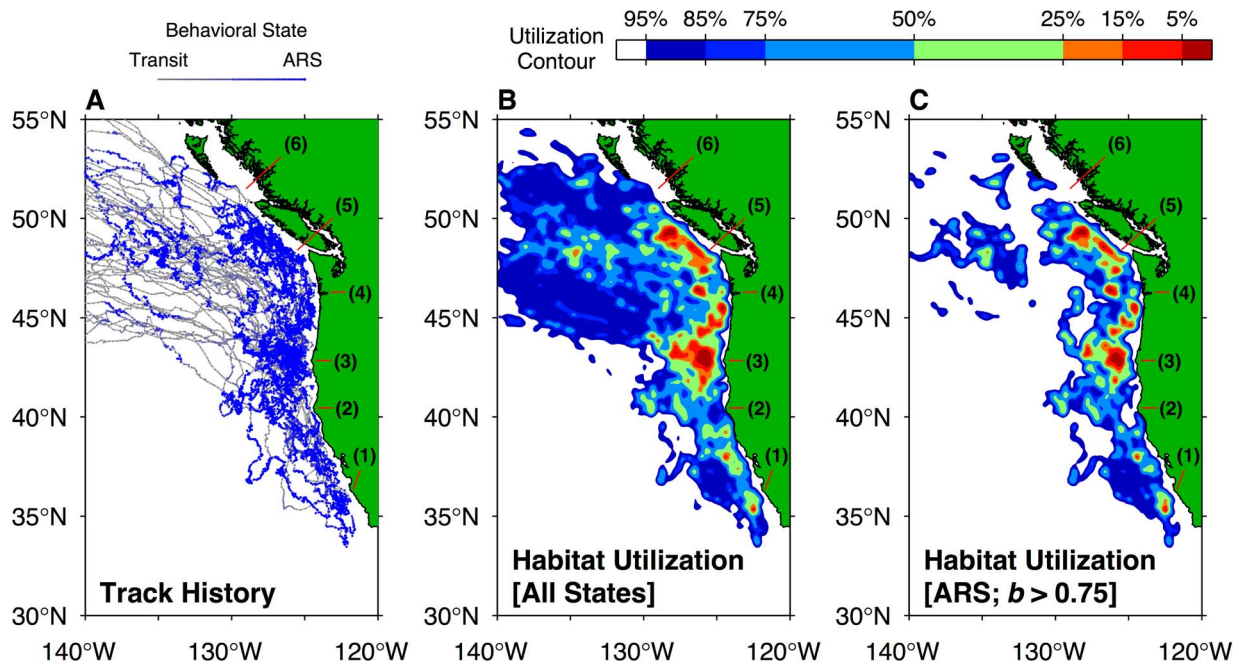 Behavioral State
Transit ARS
Utilization
Contour
95% 85% 75% 50% 25% 15% 5%
A
B
C
55°N
50°N
45°N
40°N
35°N
30°N
140°W 130°W 120°W
(6)
(5)
(4)
(3)
(2)
(1)
Track History
55°N
50°N
45°N
40°N
35°N
30°N
140°W 130°W 120°W
(6)
(5)
(4)
(3)
(2)
(1)
Habitat Utilization
[All States]
55°N
50°N
45°N
40°N
35°N
30°N
140°W 130°W 120°W
(6)
(5)
(4)
(3)
(2)
(1)
Habitat Utilization
[ARS; b > 0.75]